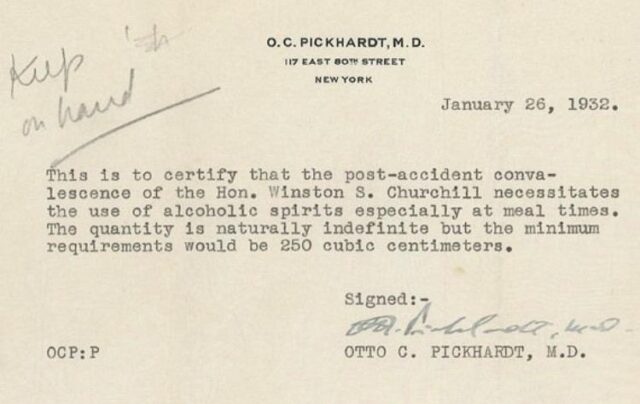 Keep
on hand
O. C. PICKHARDT, M. D.
117 EAST 80TH STREET
NEW YORK
January 26, 1932.
This is to certify that the post-accident conva-
lescence of the Hon. Winston S. Churchill necessitates
the use of alcoholic spirits especially at meal times.
The quantity is naturally indefinite but the minimum
requirements would be 250 cubic centimeters.
Signed:-
OCP:P
OTTO C. PICKHARDT, M.D.